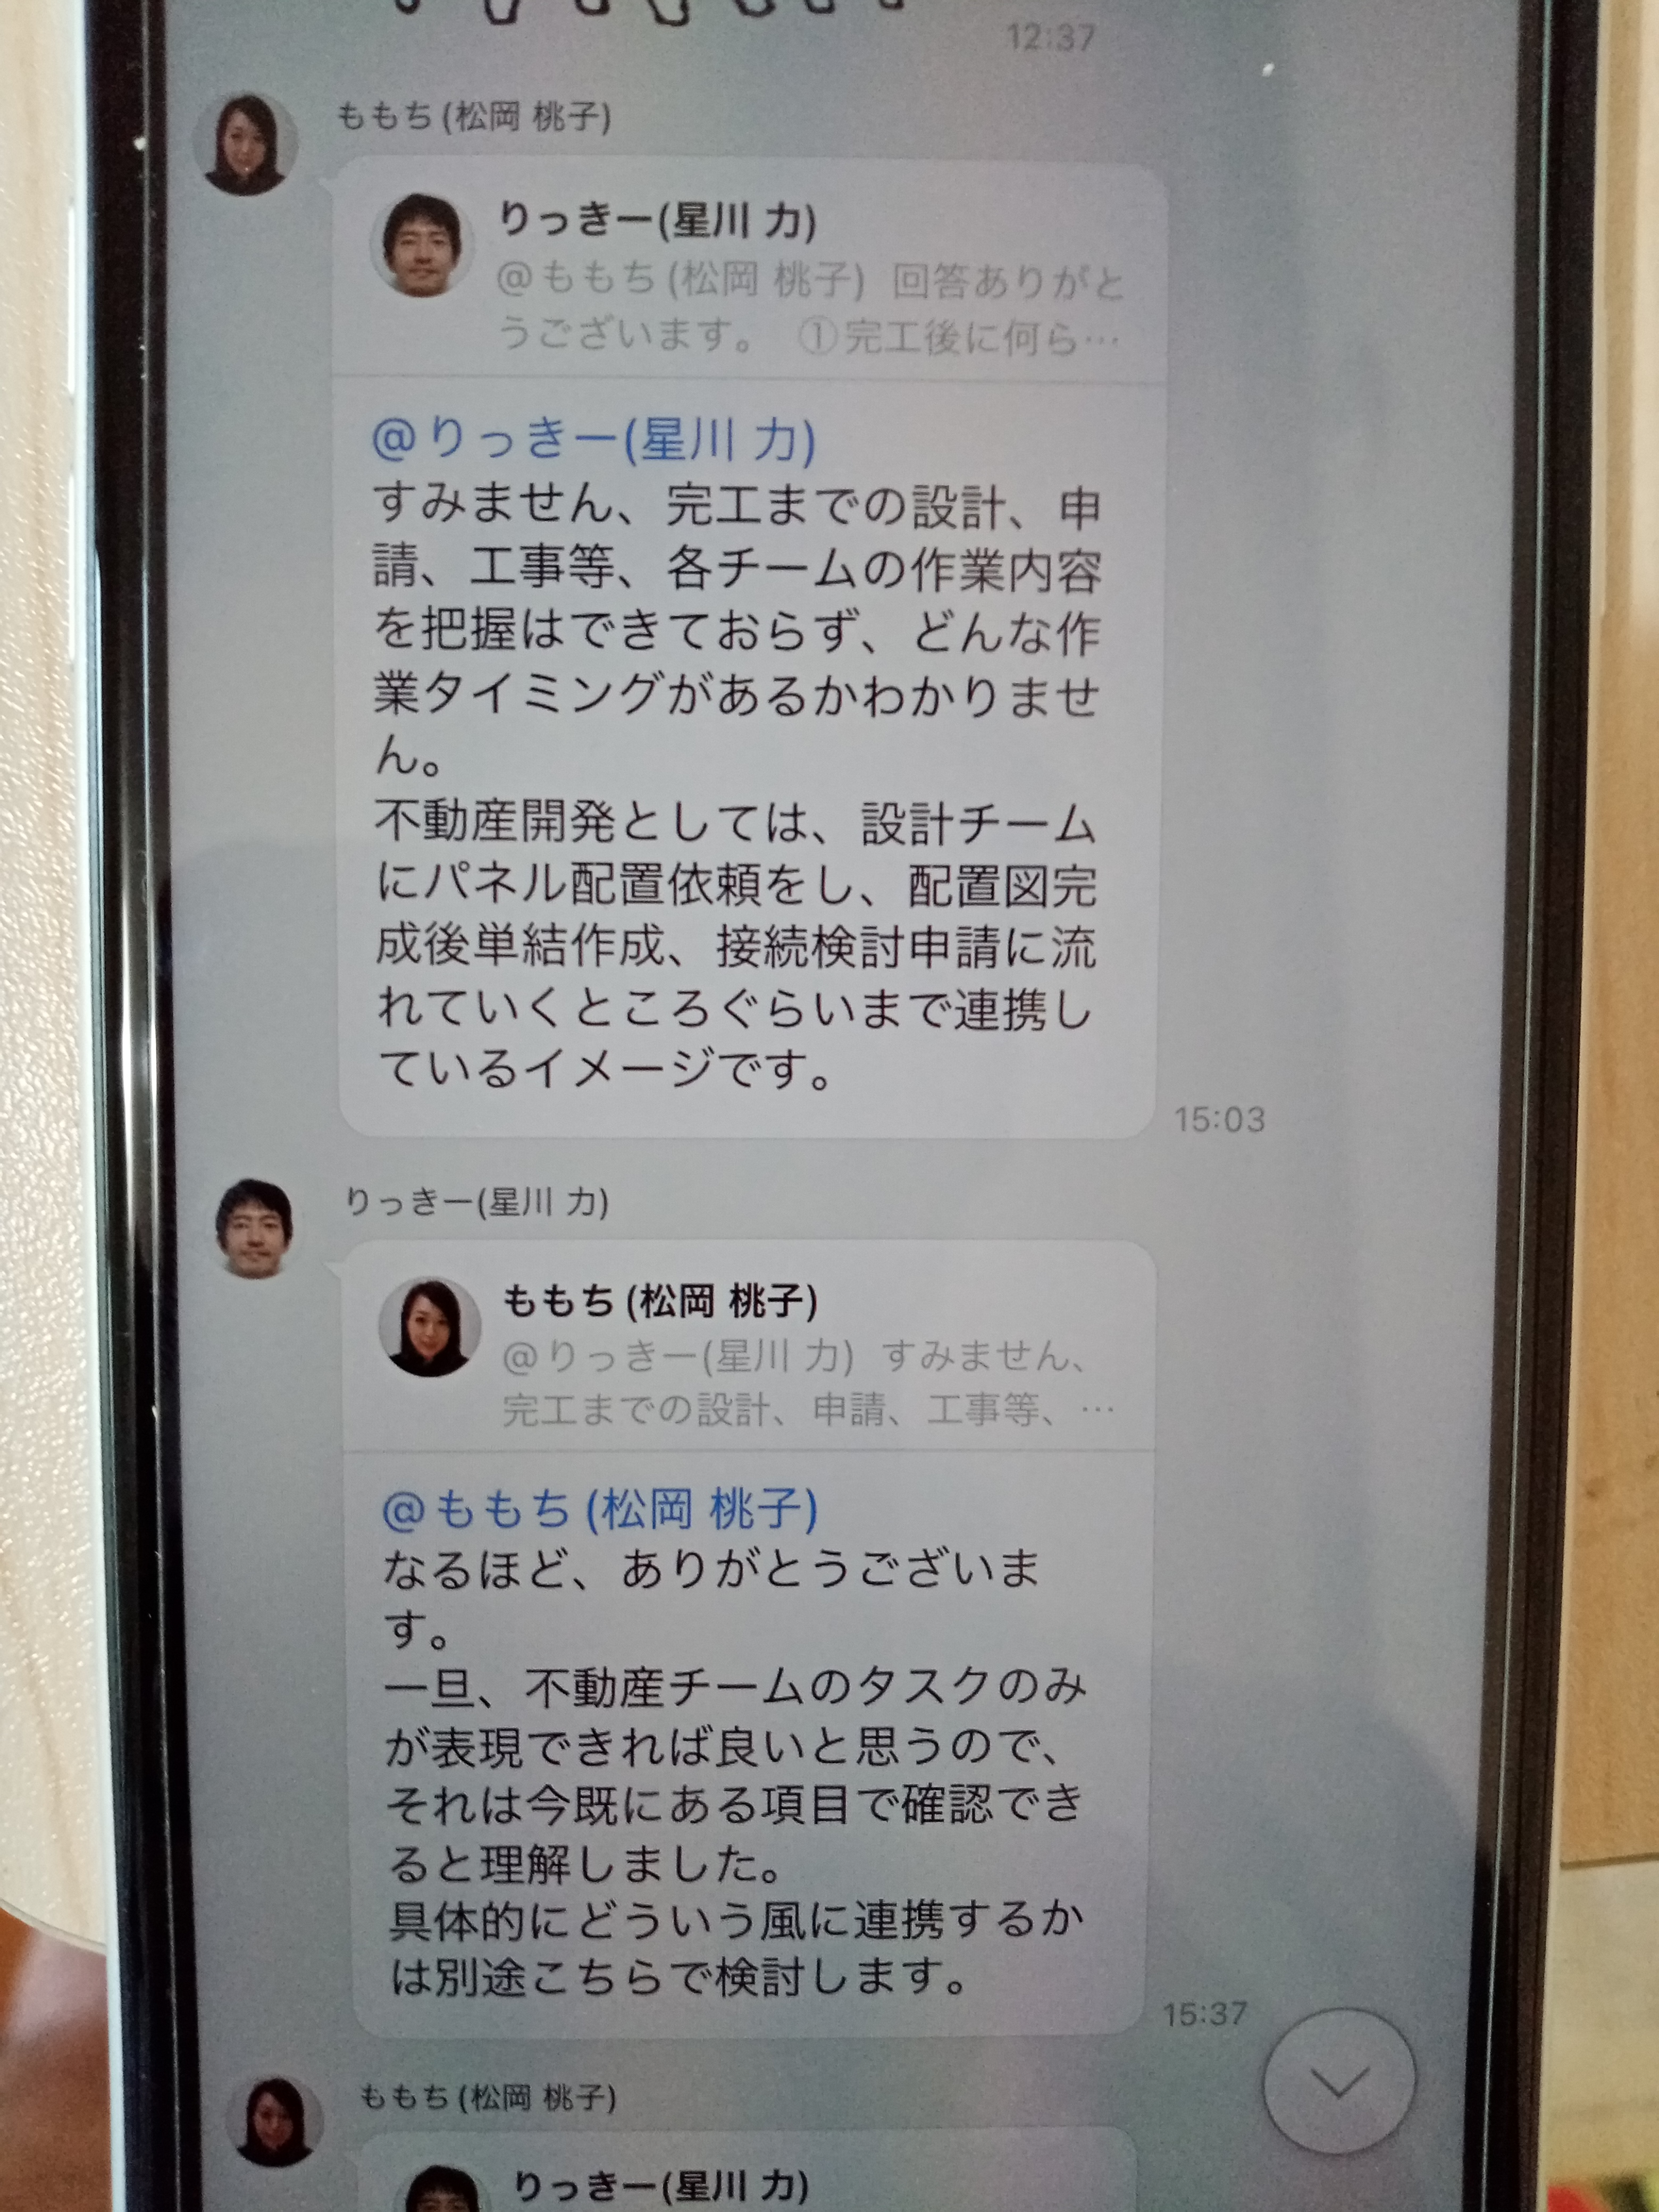 12:37
ももち(松岡 桃子)
りっきー(星川 力)
@ももち(松岡 桃子) 回答ありがと
うございます。 ①完工後に何ら…
@りっきー(星川 力)
すみません、完工までの設計、申
請、工事等、各チームの作業内容
を把握はできておらず、どんな作
業タイミングがあるかわかりませ
ん。
不動産開発としては、設計チーム
にパネル配置依頼をし、配置図完
成後単結作成、接続検討申請に流
れていくところぐらいまで連携し
ているイメージです。
15:03
りっきー(星川 力)
ももち(松岡 桃子)
@りっきー(星川 力) すみません、
完工までの設計、申請、工事等、…
@ももち(松岡 桃子)
なるほど、ありがとうございま
す。
一旦、不動産チームのタスクのみ
が表現できれば良いと思うので、
それは今既にある項目で確認でき
ると理解しました。
具体的にどういう風に連携するか
は別途こちらで検討します。
15:37
ももち(松岡 桃子)
りっきー(星川 力)